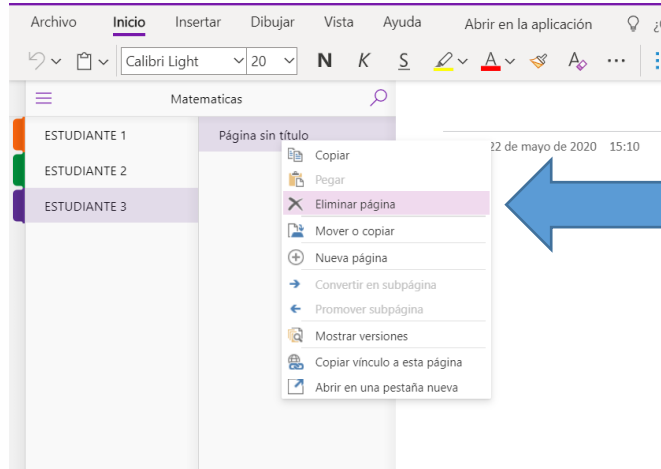 Archivo Inicio Insertar Dibujar Vista Ayuda Abrir en la aplicación
Calibri Light 20 N K S A A
Matematicas
ESTUDIANTE 1
ESTUDIANTE 2
ESTUDIANTE 3
Página sin título
22 de mayo de 2020 15:10
Copiar
Pegar
Eliminar página
Mover o copiar
Nueva página
Convertir en subpágina
Promover subpágina
Mostrar versiones
Copiar vínculo a esta página
Abrir en una pestaña nueva